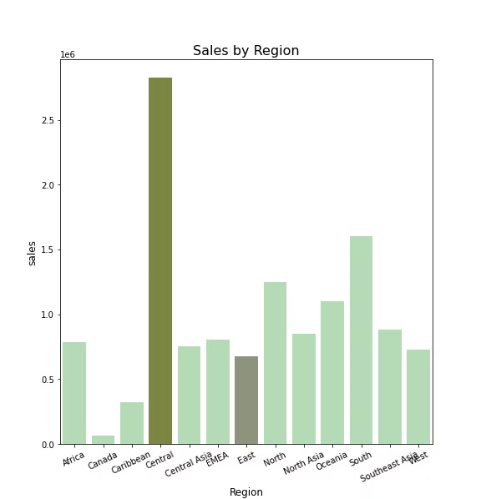 Sales by Region
1e6
2.5
2.0
1.5
1.0
0.5
0.0
sales
Africa
Canada
Caribbean
Central
Central Asia
EMEA
East
North
North Asia
Oceania
South
Southeast Asia
West
Region